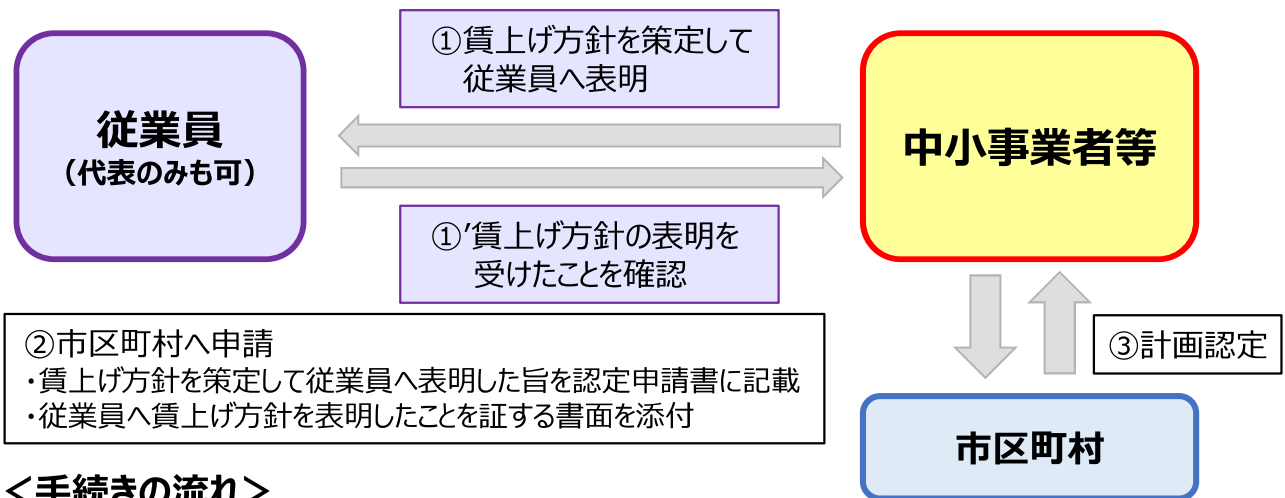 ①賃上げ方針を策定して
従業員へ表明
従業員
（代表のみも可）
中小事業者等
①’賃上げ方針の表明を
受けたことを確認
②市区町村へ申請
・賃上げ方針を策定して従業員へ表明した旨を認定申請書に記載
・従業員へ賃上げ方針を表明したことを証する書面を添付
③計画認定
市区町村
＜手続きの流れ＞